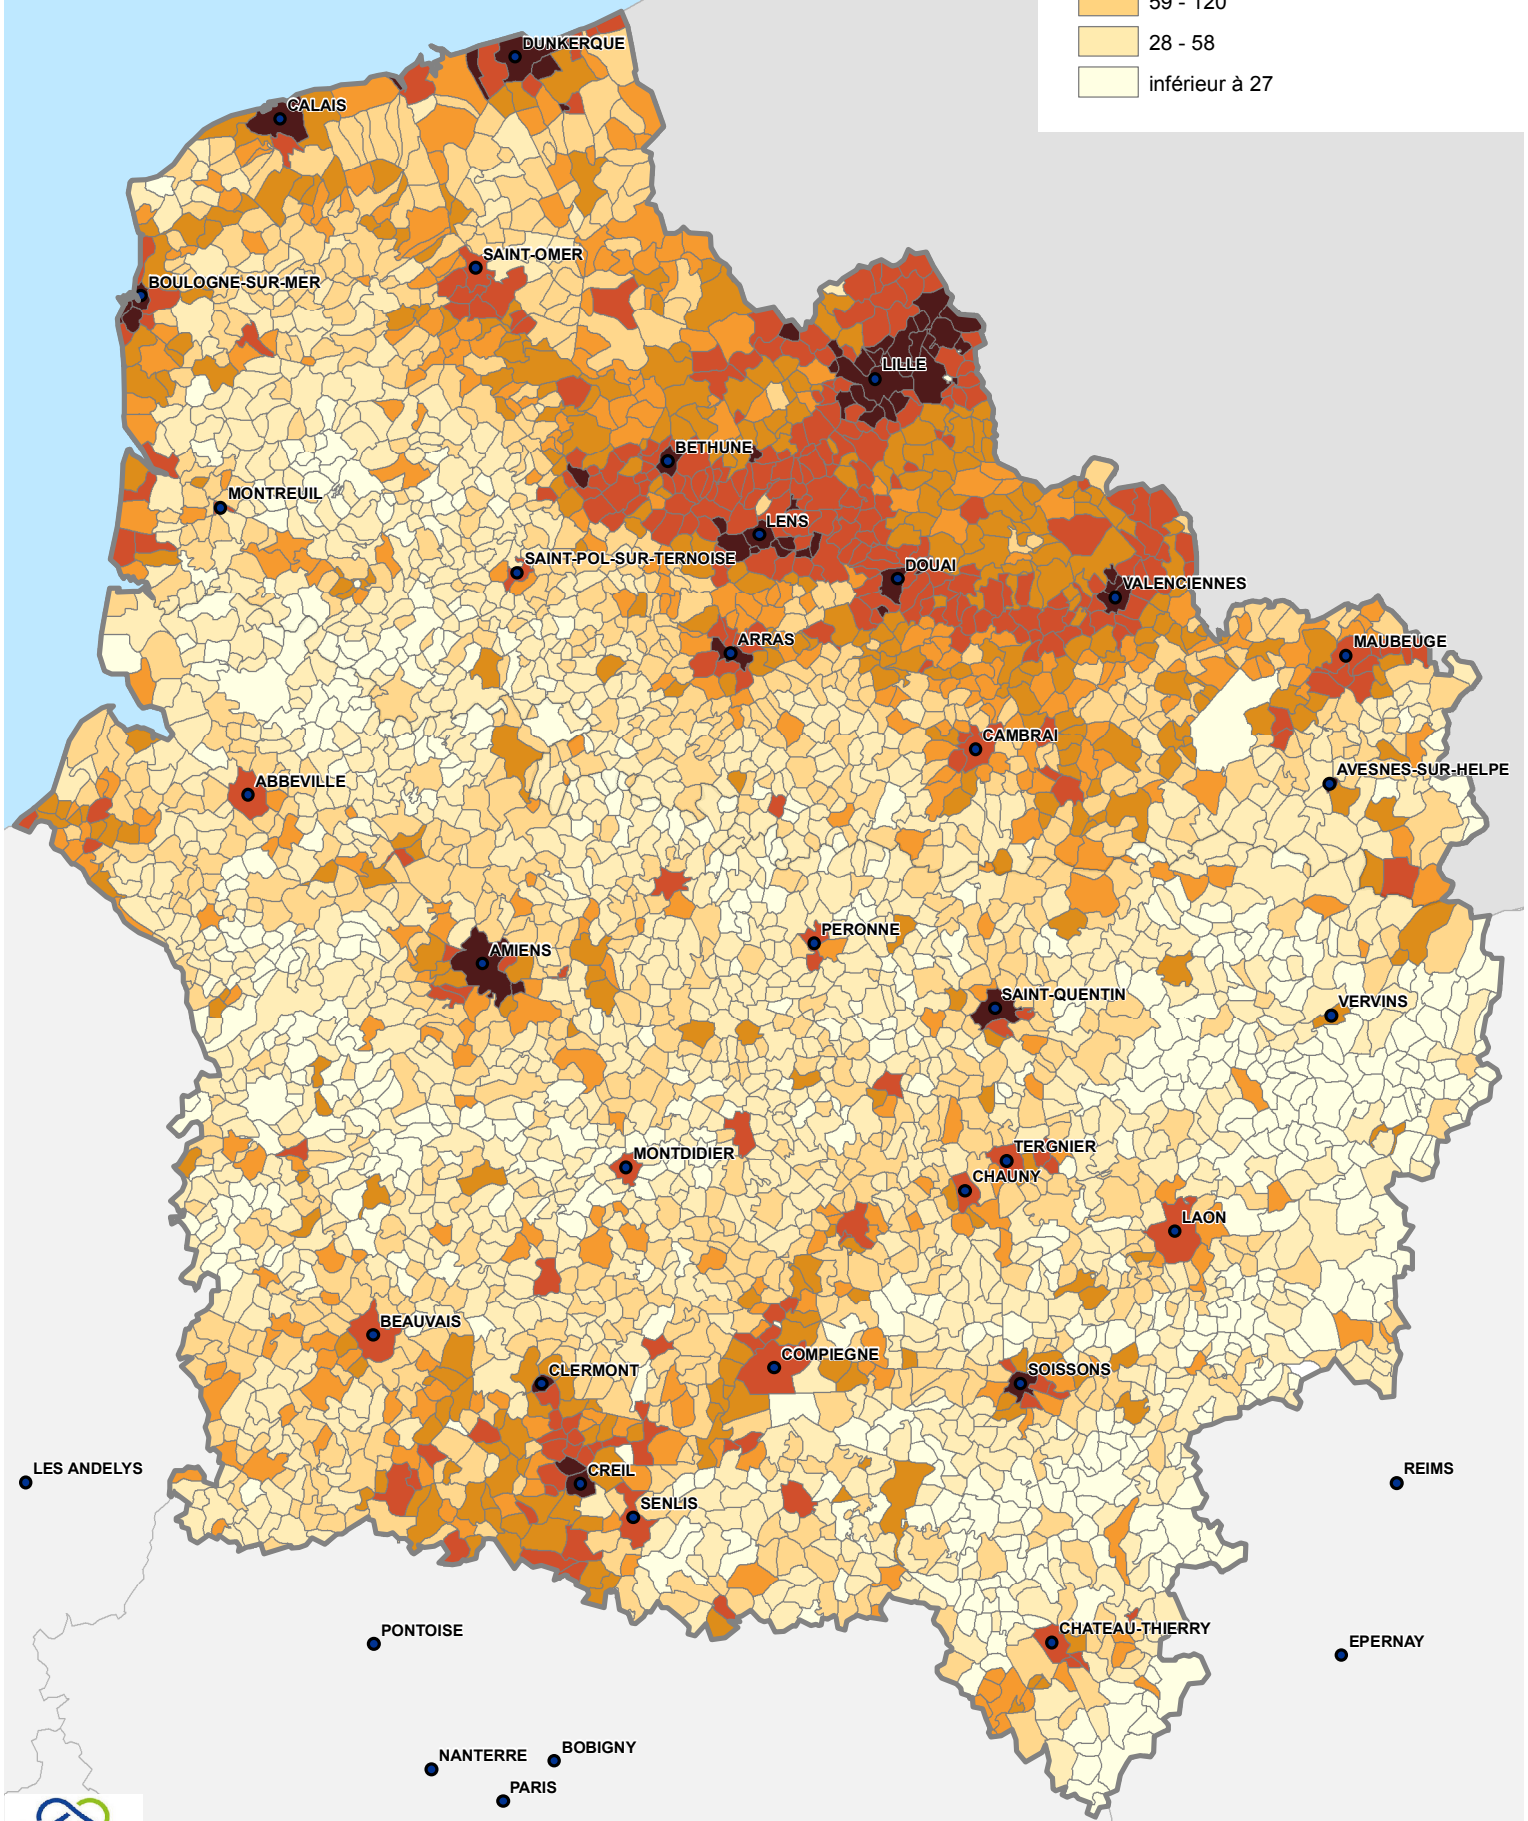 59 - 120
28 - 58
inférieur à 27
DUNKERQUE
CALAIS
SAINT-OMER
BOULOGNE-SUR-MER
LILLE
BETHUNE
MONTREUIL
LENS
SAINT-POL-SUR-TERNOISE
DOUAI
VALENCIENNES
ARRAS
MAUBEUGE
CAMBRAI
AVESNES-SUR-HELPE
ABBEVILLE
PERONNE
AMIENS
SAINT-QUENTIN
VERVINS
TERGNIER
MONTDIDIER
CHAUNY
LAON
BEAUVAIS
COMPIEGNE
CLERMONT
SOISSONS
LES ANDELYS
CREIL
REIMS
SENLIS
CHATEAU-THIERRY
PONTOISE
EPERNAY
BOBIGNY
NANTERRE
PARIS